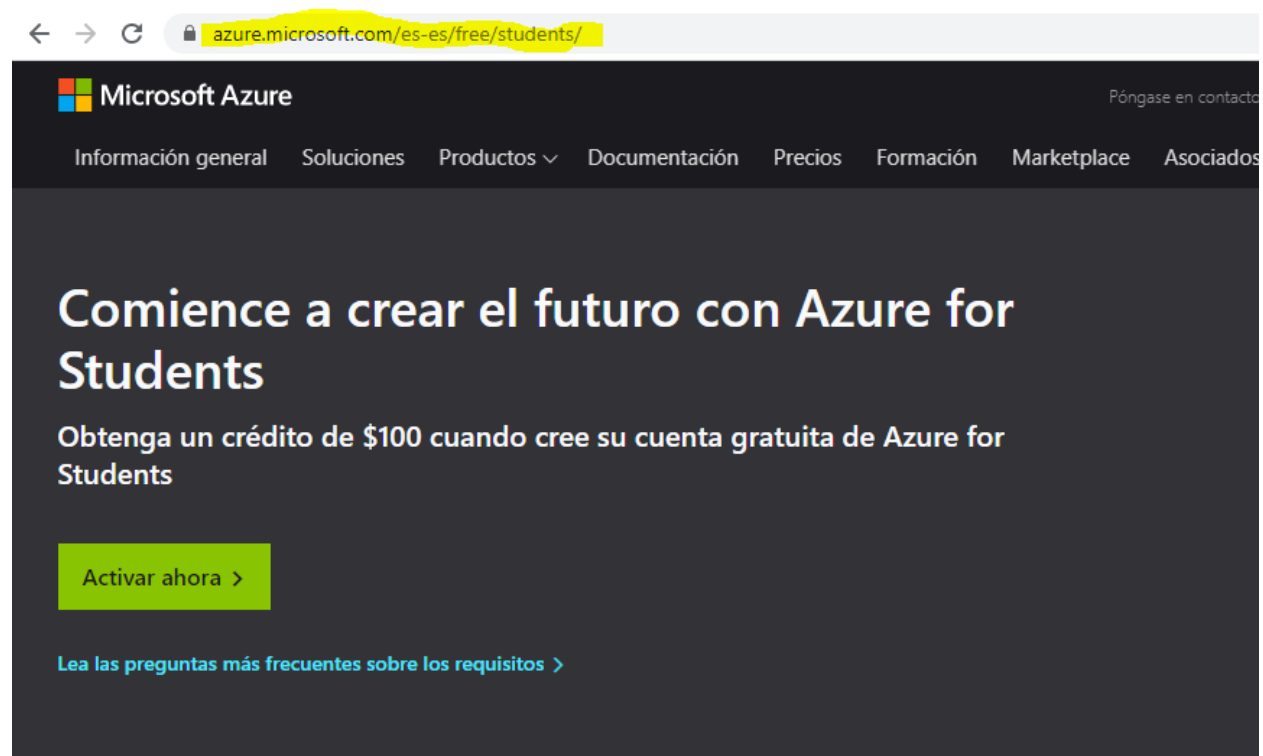 azure.microsoft.com/es-es/free/students/
Microsoft Azure
Póngase en contacto
Información general Soluciones Productos Documentación Precios Formación Marketplace Asociados
Comience a crear el futuro con Azure for
Students
Obtenga un crédito de $100 cuando cree su cuenta gratuita de Azure for
Students
Activar ahora >
Lea las preguntas más frecuentes sobre los requisitos >